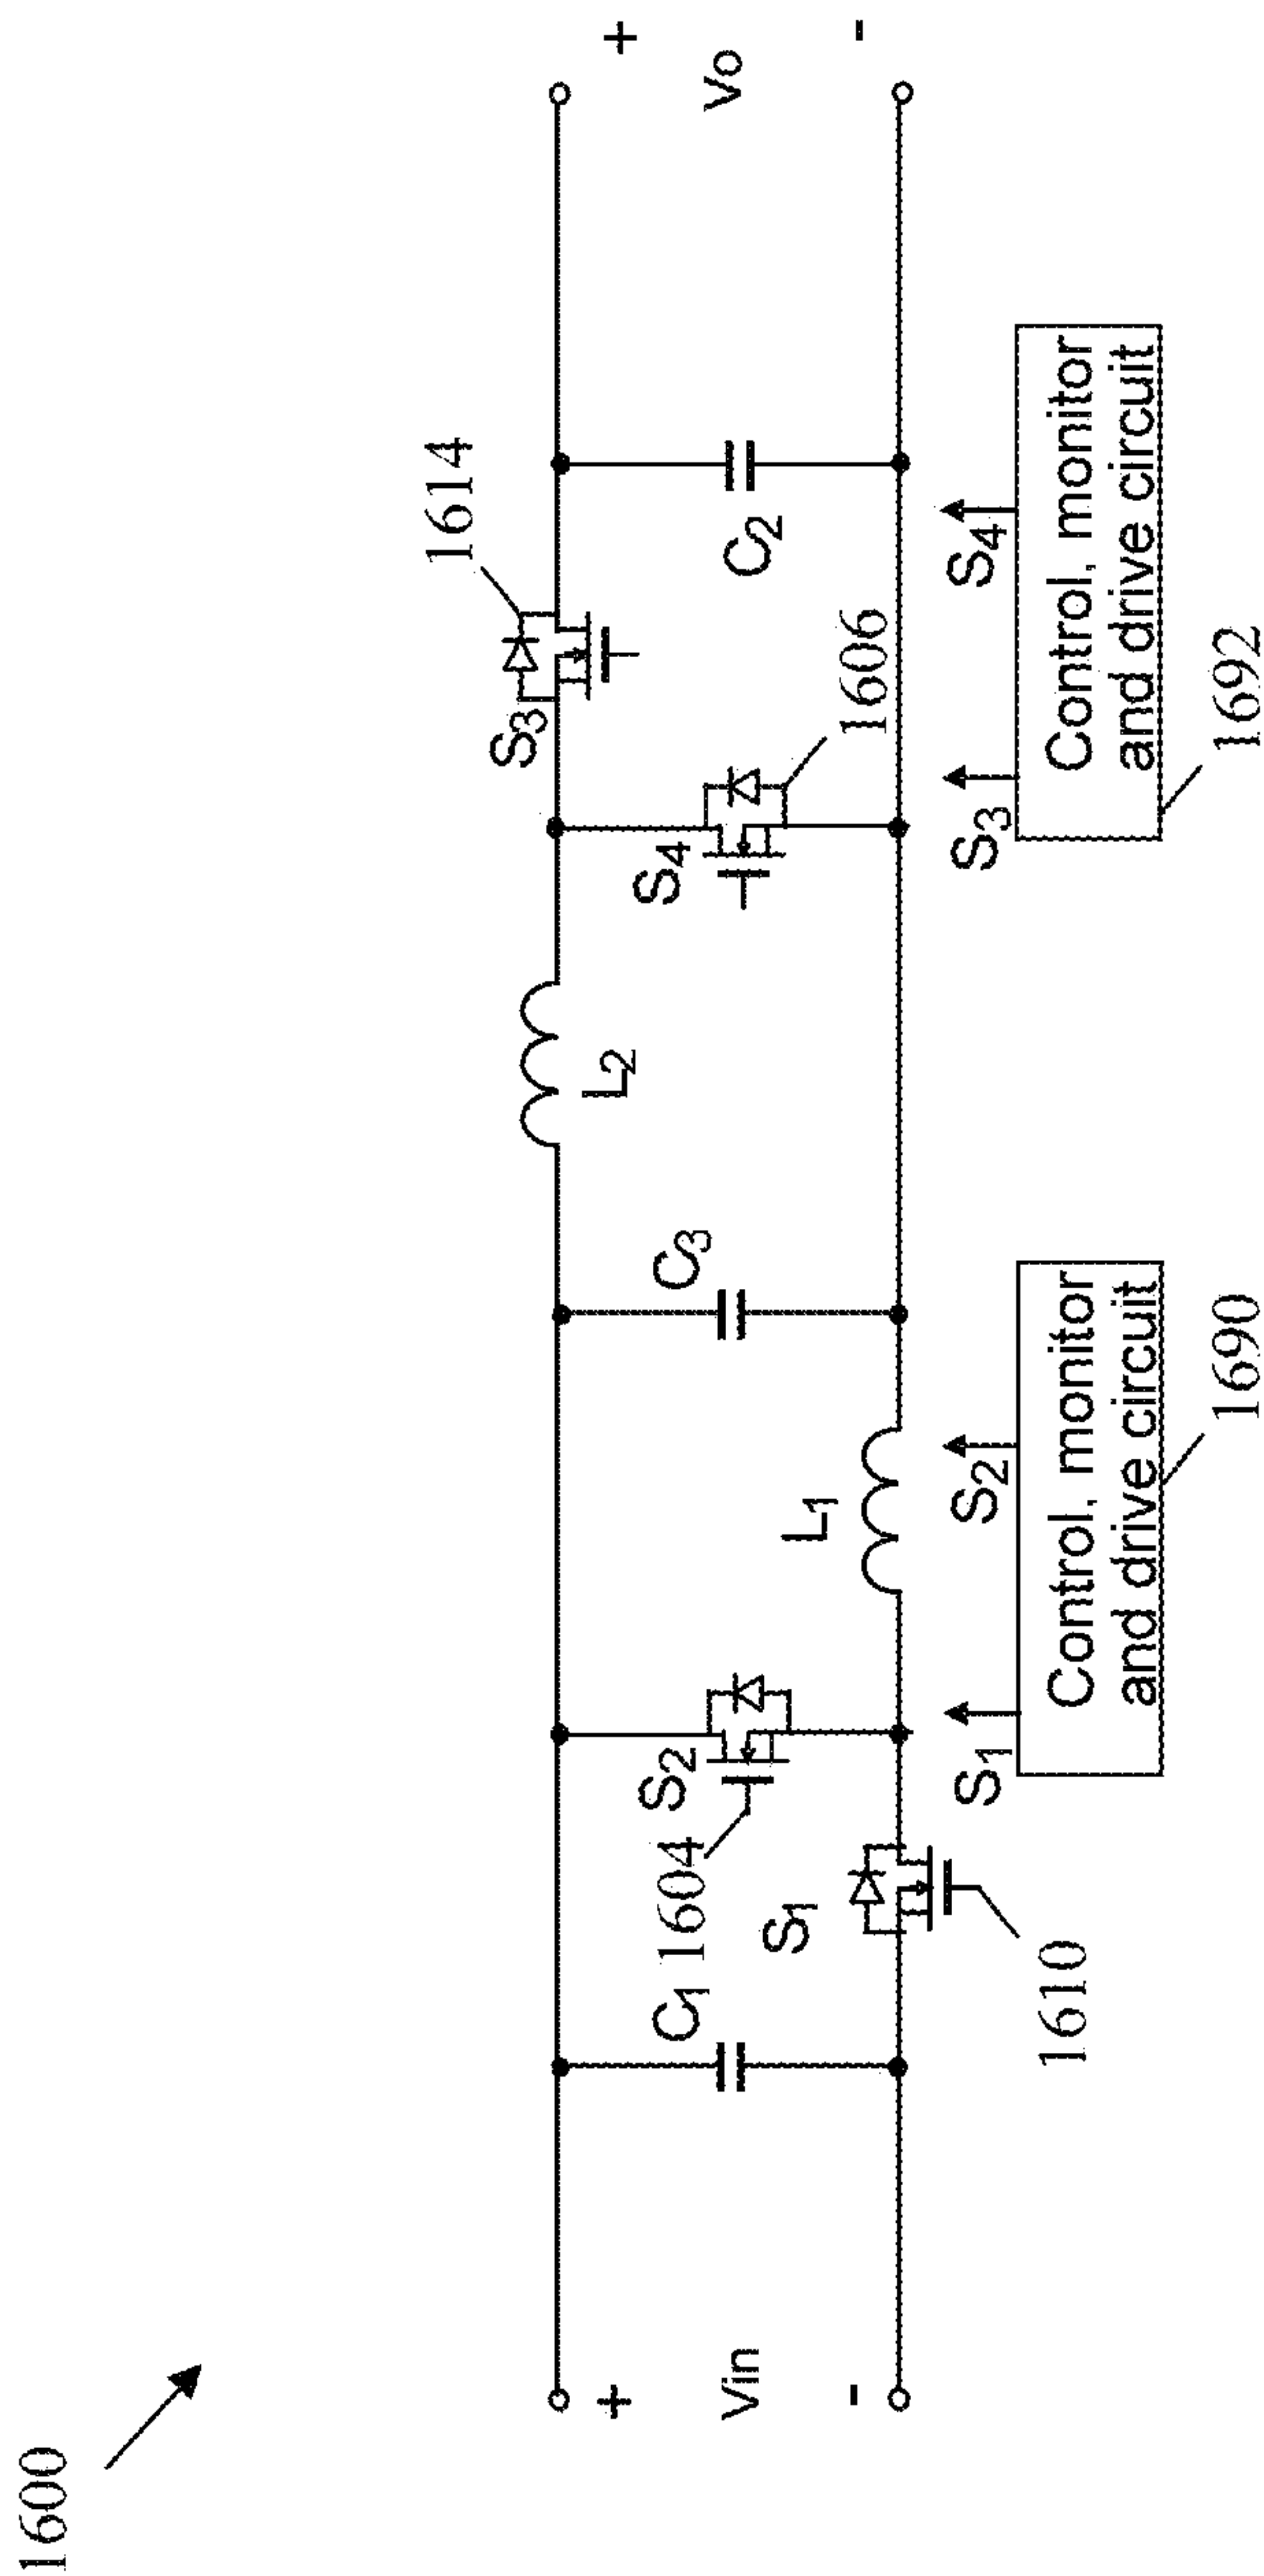 1600
1614
+
+
S3
Vin
C1
S2
C3
L2
S4
C2
Vo
1604
1606
-
S1
L1
-
1610
S1
S2
S3
S4
Control, monitor
and drive circuit
Control, monitor
and drive circuit
1690
1692